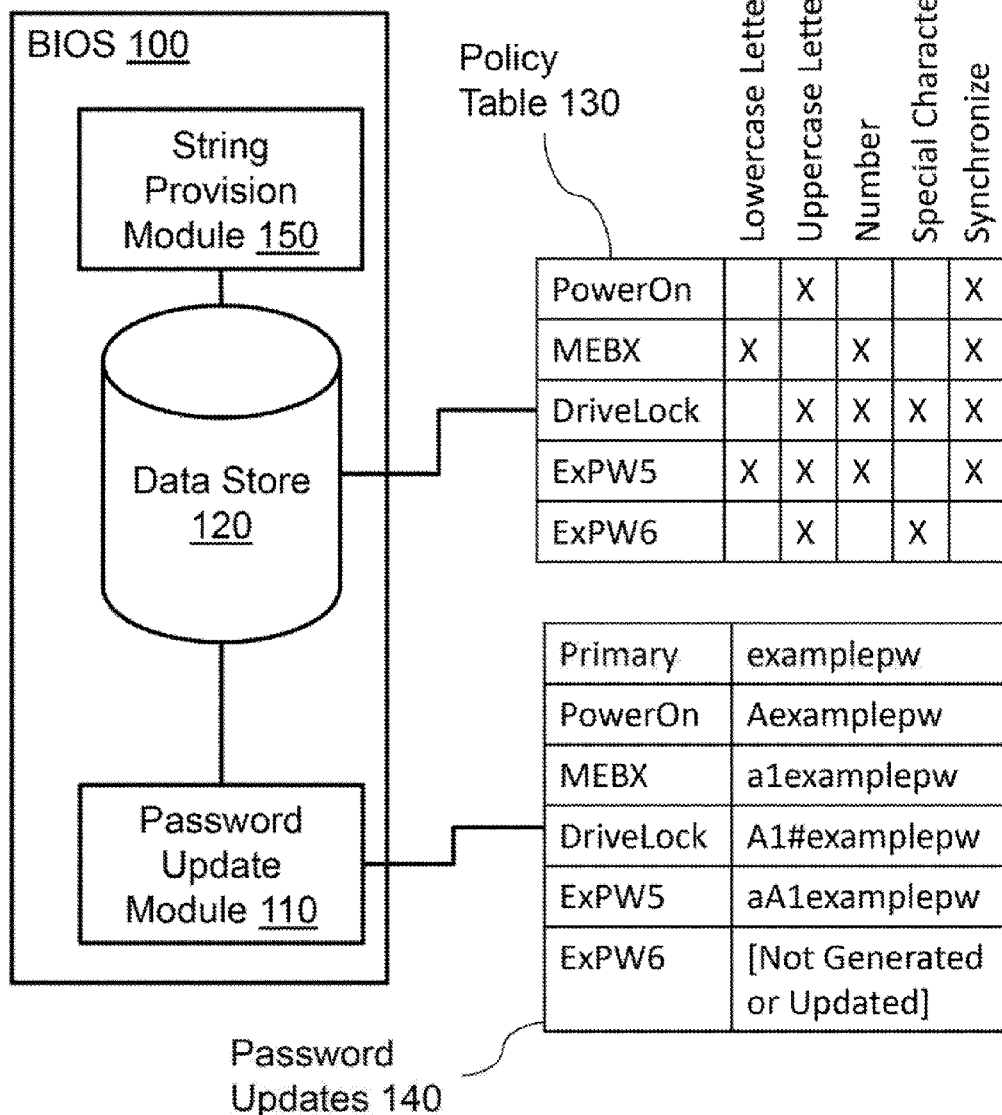 BIOS 100
String
Provision
Module 150
Data Store
120
Password
Update
Module 110
Policy
Table 130
Lowercase Lette
Uppercase Lette
Number
Special Characte
Synchronize
PowerOn X X
MEBX X X X
DriveLock X X X X
ExPW5 X X X X
ExPW6 X X
Primary examplepw
PowerOn Aexamplepw
MEBX a1examplepw
DriveLock A1#examplepw
ExPW5 aA1examplepw
ExPW6 [Not Generated
or Updated]
Password
Updates 140